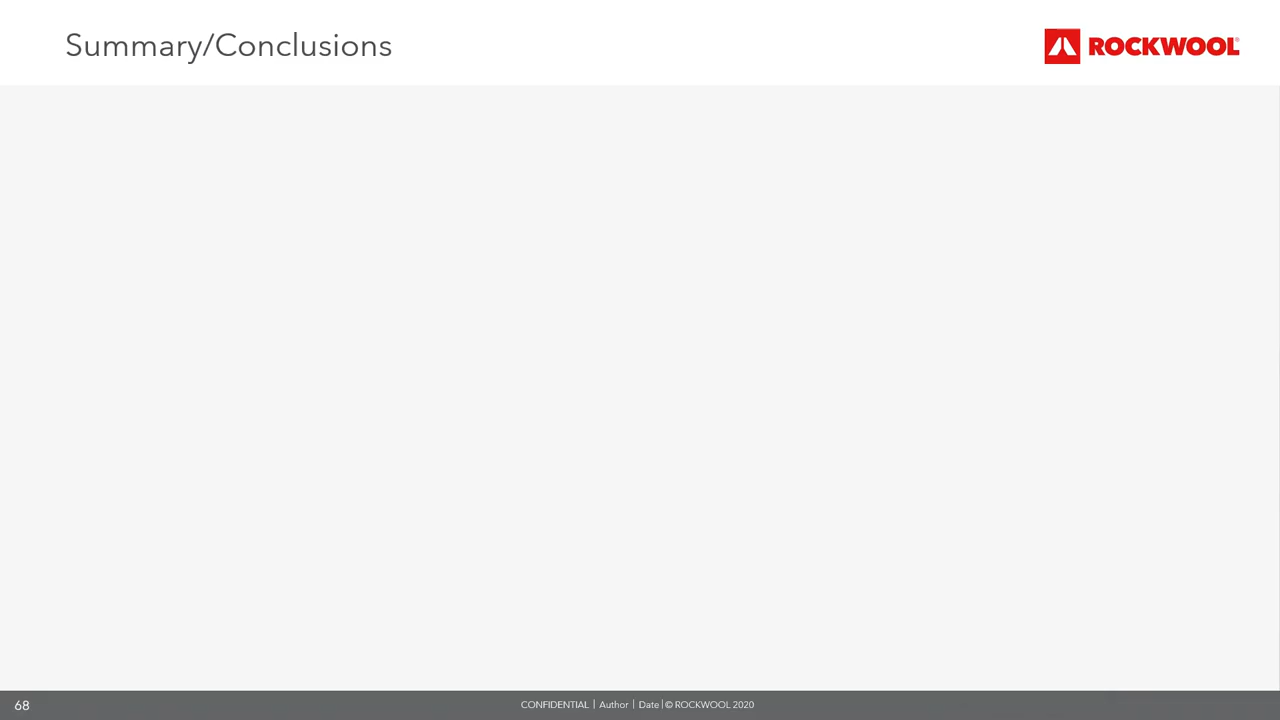 Summary/Conclusions
ROCKWOOL®
68
CONFIDENTIAL | Author | Date | © ROCKWOOL 2020